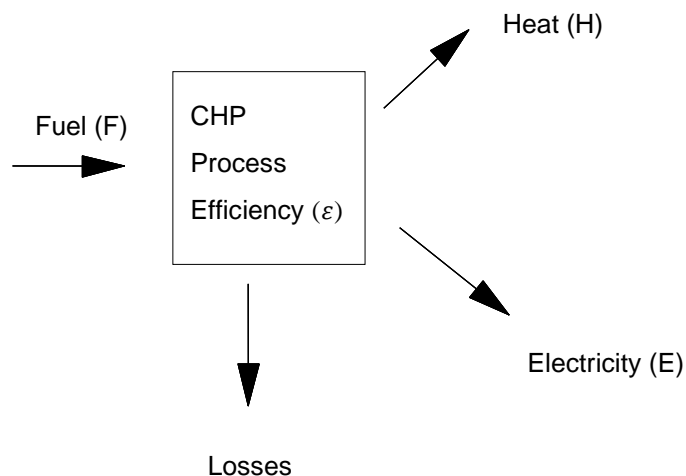 Heat (H)
Fuel (F)
CHP
Process
Efficiency (ε)
Electricity (E)
Losses